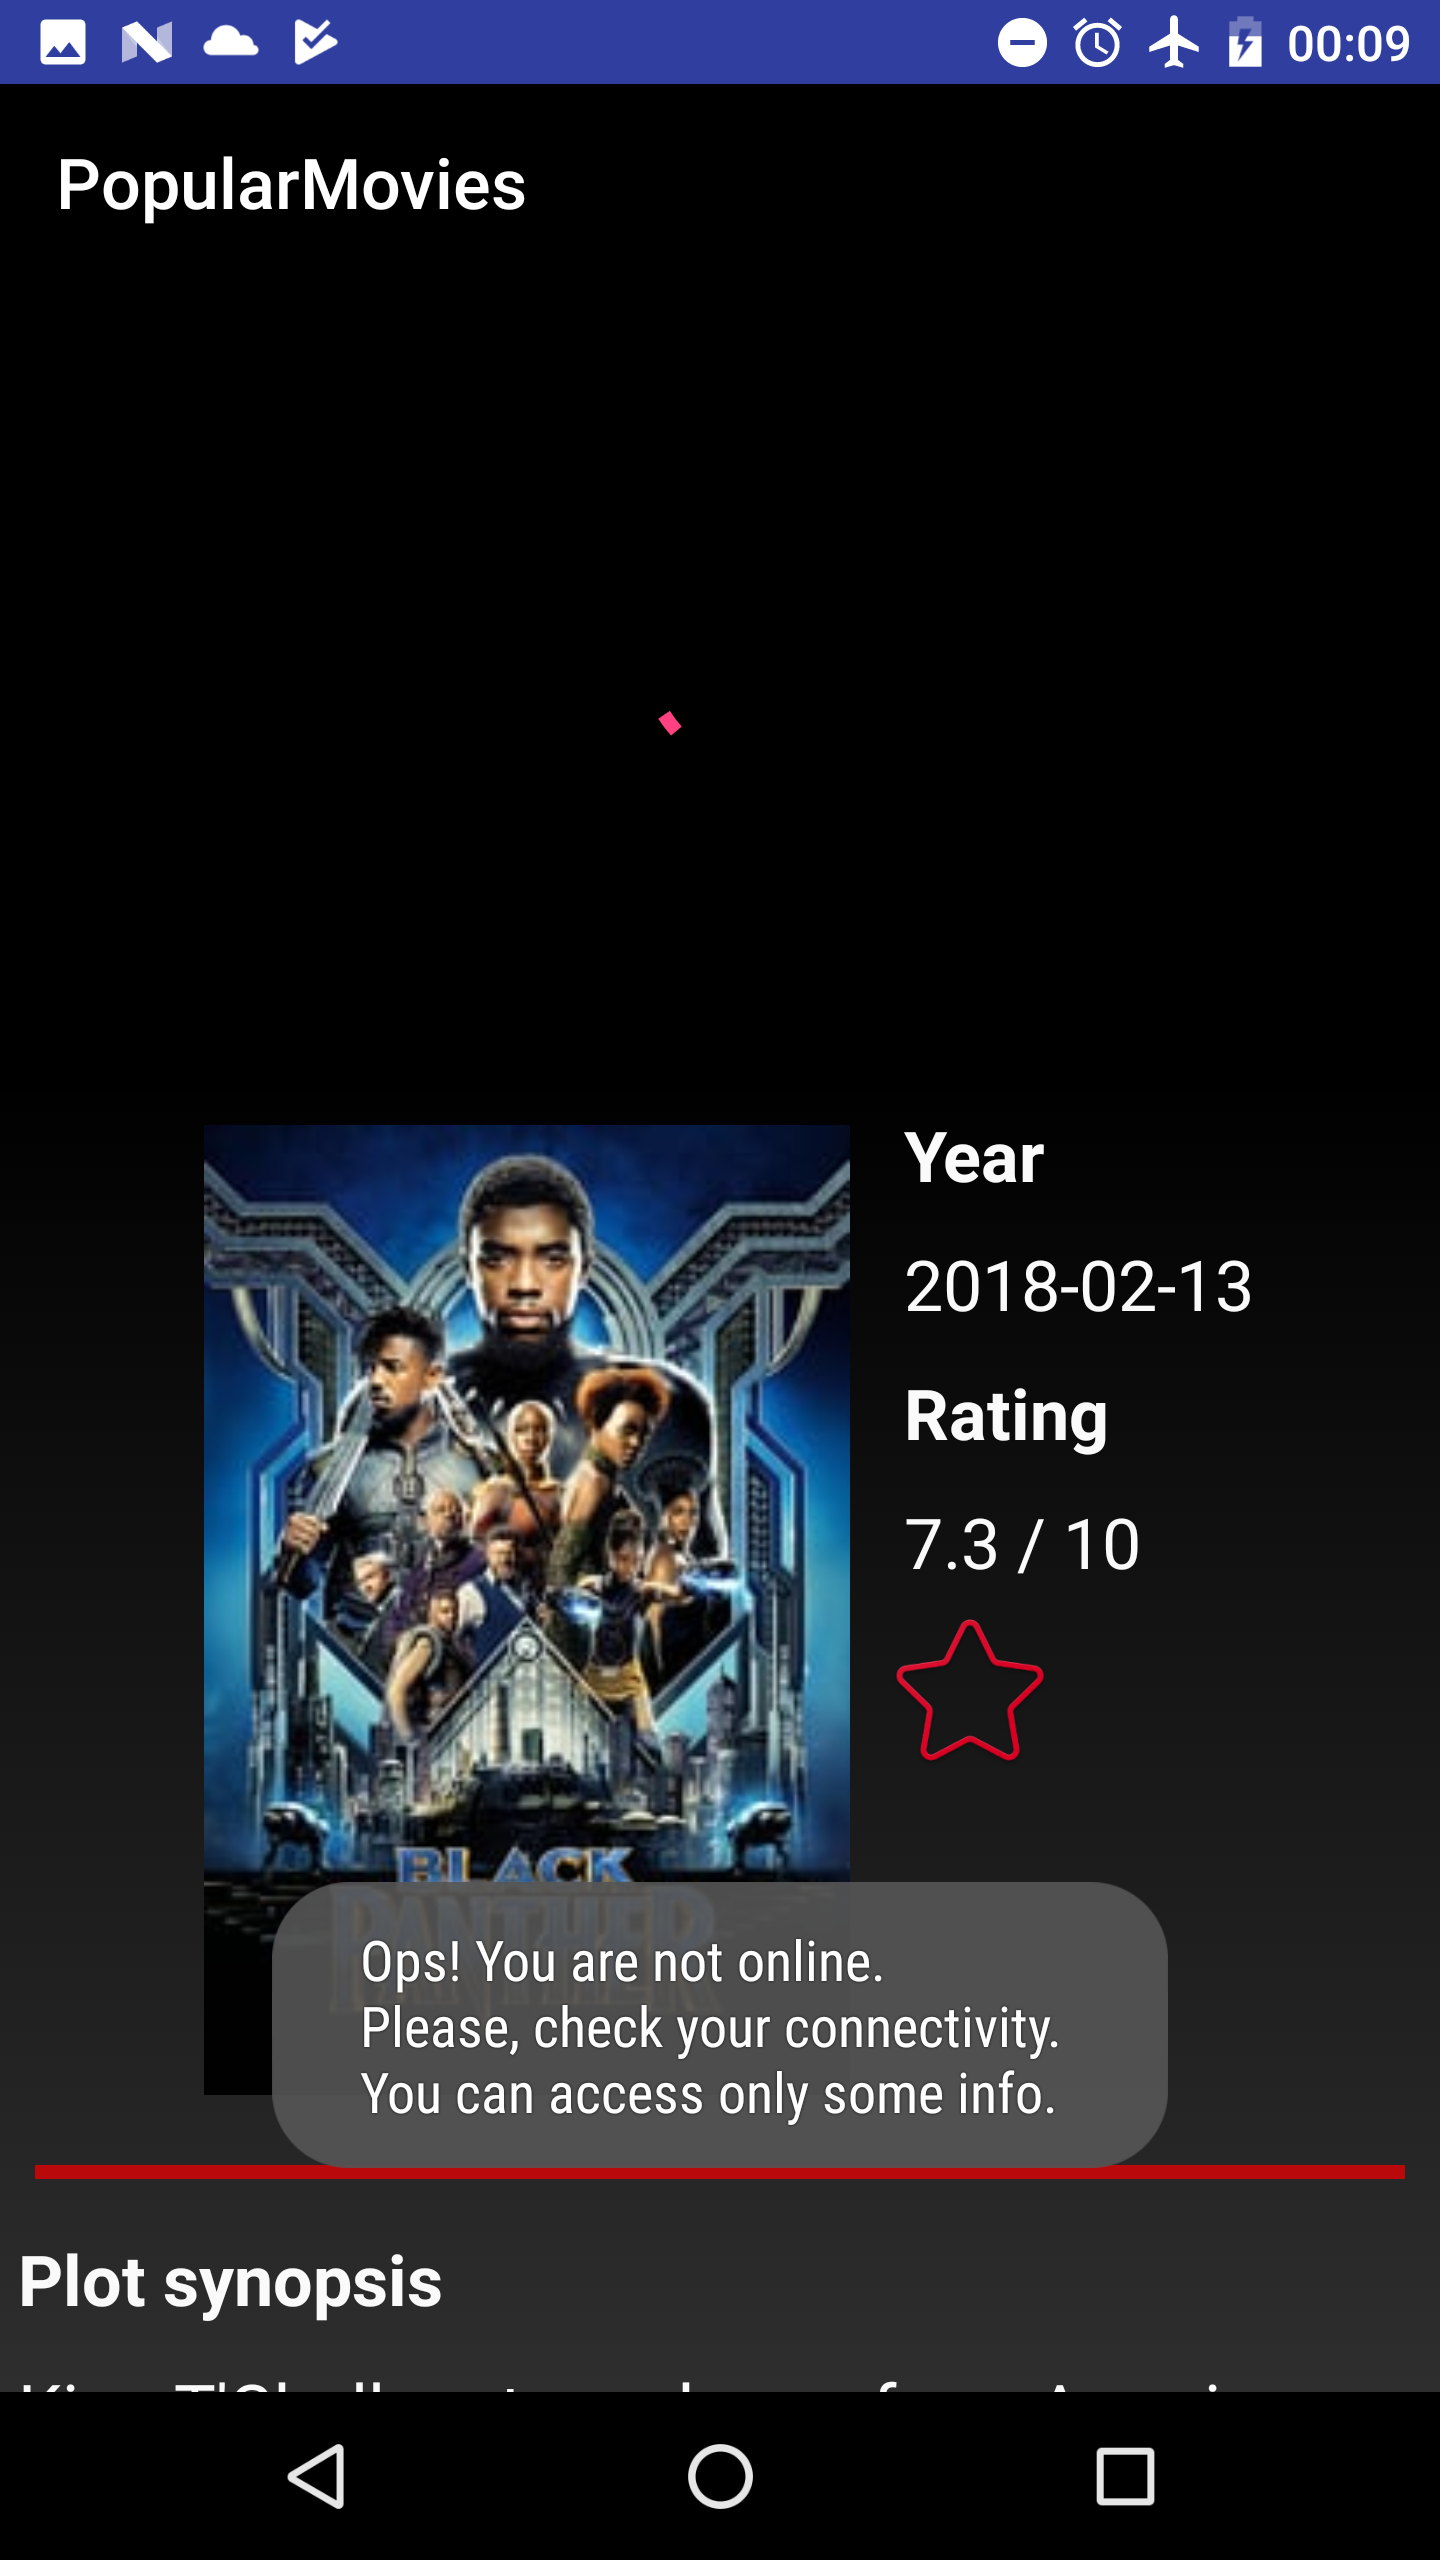 00:09
PopularMovies
Year
2018-02-13
Rating
7.3 / 10
BLACK
PANTHER
Ops! You are not online.
Please, check your connectivity.
You can access only some info.
Plot synopsis